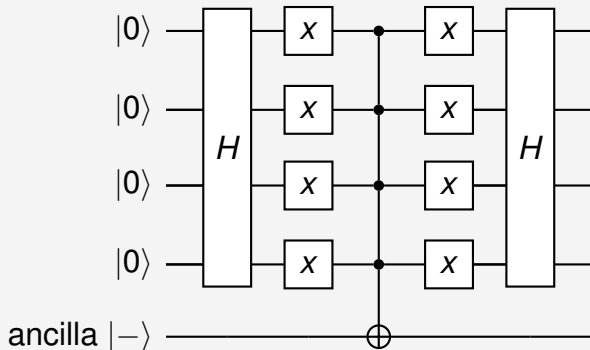 |0⟩ X X
|0⟩ X X
H H
|0⟩ X X
|0⟩ X X
ancilla |−⟩